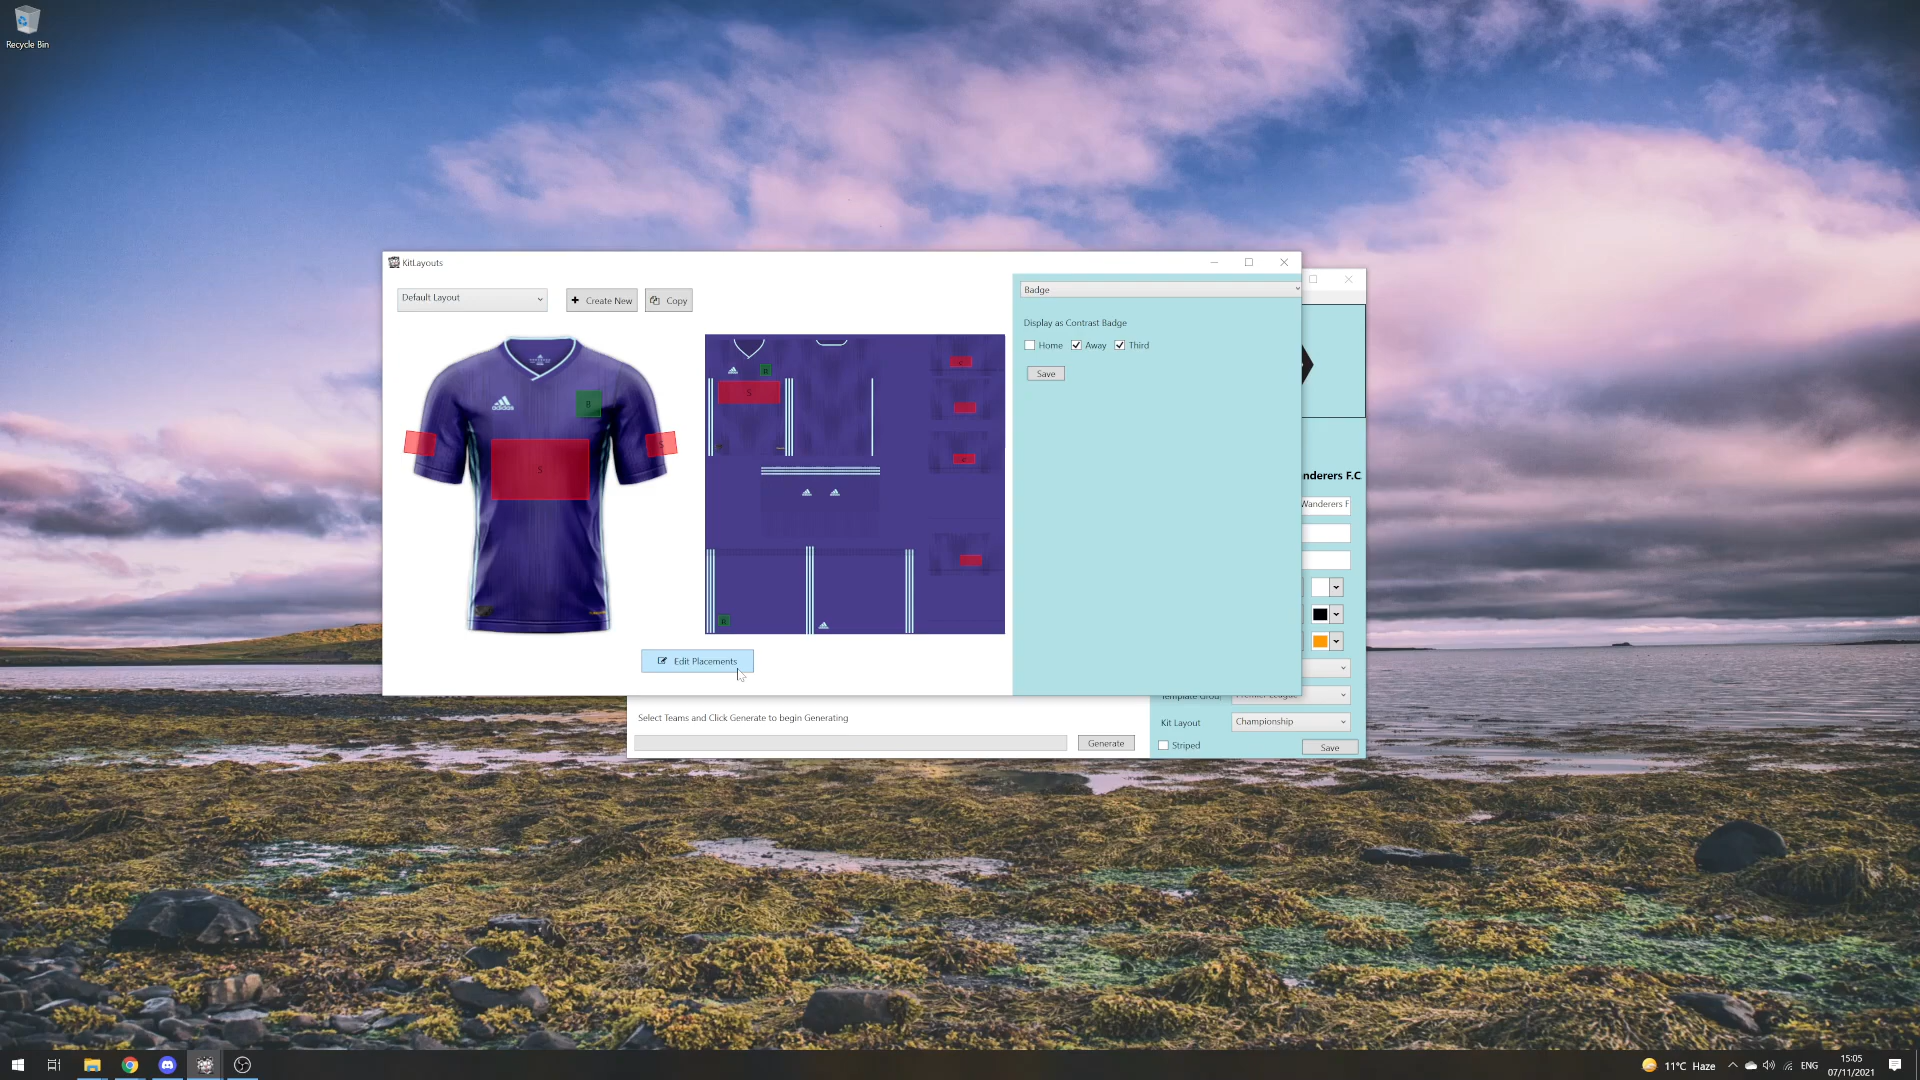 Recycle Bin
KitLayouts
Default Layout
Create New
Copy
Badge
Display as Contrast Badge
Home
Away
Third
Save
adidas
B
S
S
B
S
C
C
B
Edit Placements
nderers F.C
Wanderers F
Select Teams and Click Generate to begin Generating
Generate
Kit Layout
Championship
Striped
Save
11°C Haze
ENG
15:05
07/11/2021